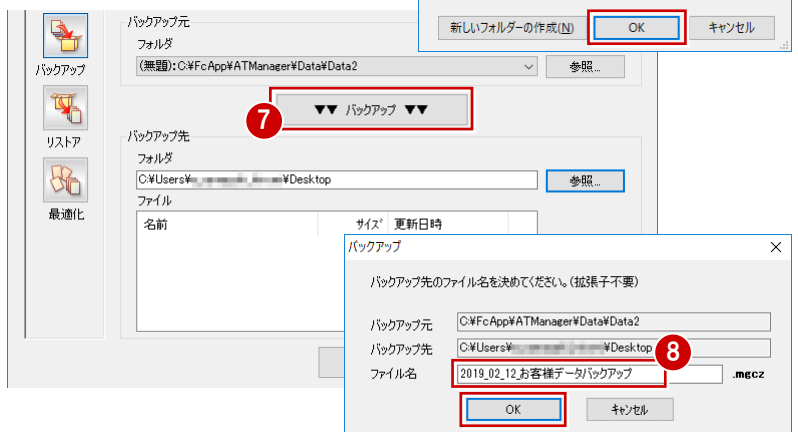 新しいフォルダーの作成(N) OK キャンセル
バックアップ元
フォルダ
バックアップ
(無題):C:¥FcApp¥ATManager¥Data¥Data2 参照...
7 ▼▼ バックアップ ▼▼
リストア
バックアップ先
フォルダ
C:¥Users¥ ¥Desktop 参照...
最適化
ファイル
名前 サイズ 更新日時
バックアップ ×
バックアップ先のファイル名を決めてください。(拡張子不要)
バックアップ元 C:¥FcApp¥ATManager¥Data¥Data2
バックアップ先 C:¥Users¥ ¥Desktop
8
ファイル名 2019_02_12_お客様データバックアップ .mgcz
OK キャンセル